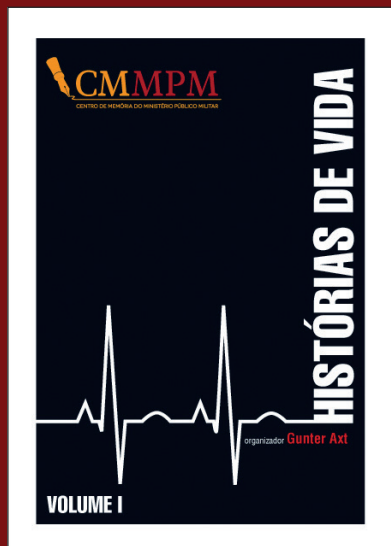 CMMPM
CENTRO DE MEMÓRIA DO MINISTÉRIO PÚBLICO MILITAR
HISTÓRIAS DE VIDA
organizador Gunter Axt
VOLUME I